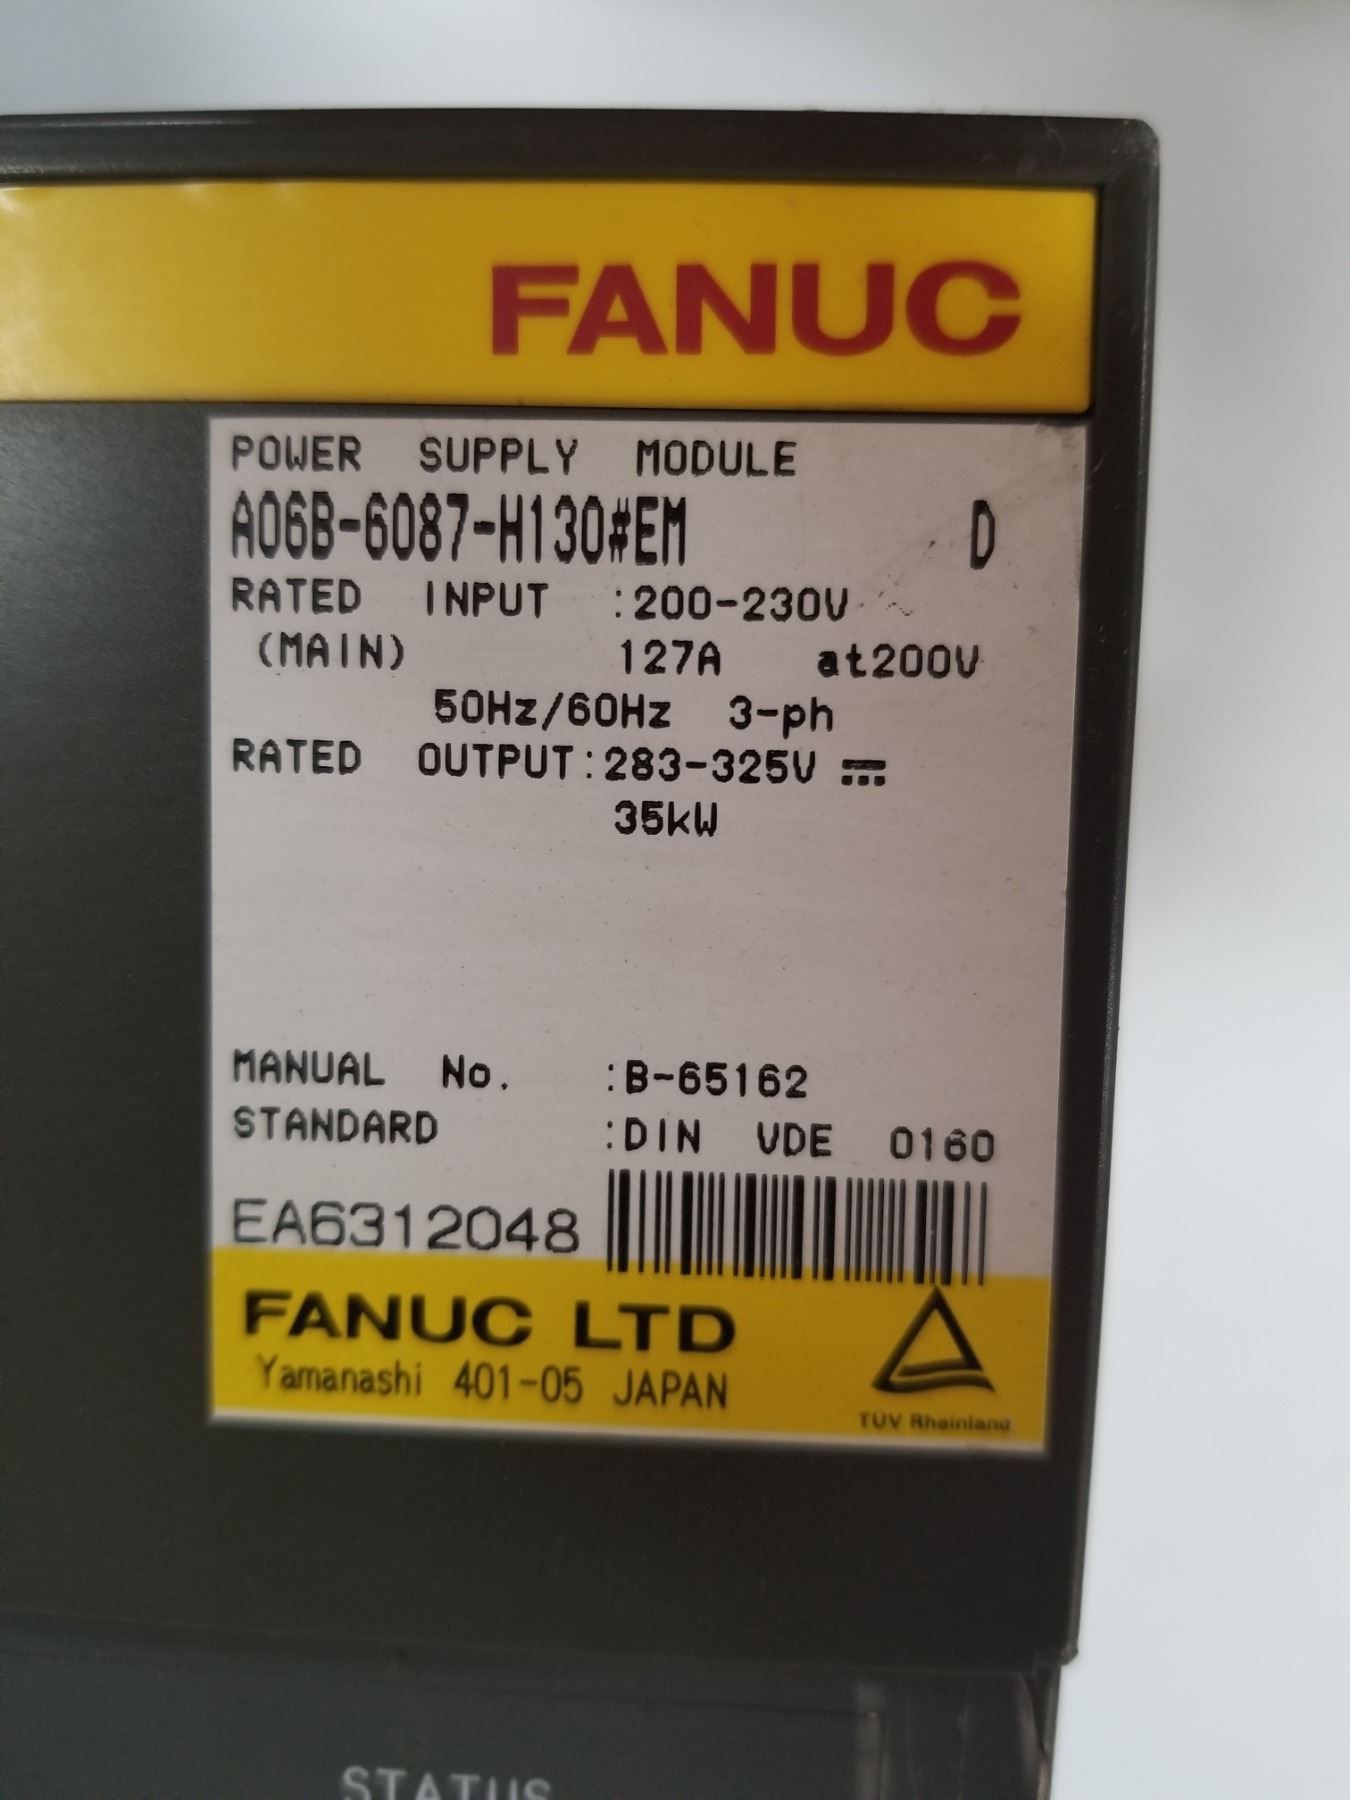 FANUC
POWER SUPPLY MODULE
A06B-6087-H130#EM D
RATED INPUT :200-230V
(MAIN) 127A at200V
50Hz/60Hz 3-ph
RATED OUTPUT:283-325V ⎓
35kW
MANUAL No. :B-65162
STANDARD :DIN VDE 0160
EA6312048
FANUC LTD
Yamanashi 401-05 JAPAN
TÜV Rheinland
STATUS